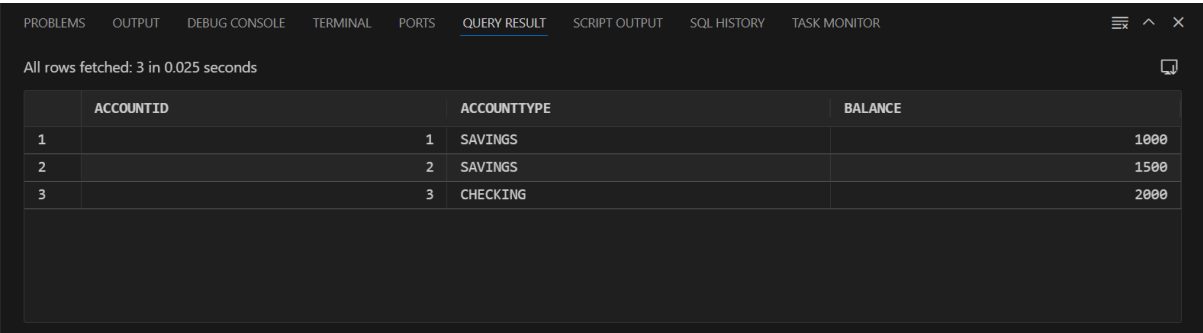 PROBLEMS OUTPUT DEBUG CONSOLE TERMINAL PORTS QUERY RESULT SCRIPT OUTPUT SQL HISTORY TASK MONITOR
All rows fetched: 3 in 0.025 seconds
ACCOUNTID ACCOUNTTYPE BALANCE
1 1 SAVINGS 1000
2 2 SAVINGS 1500
3 3 CHECKING 2000